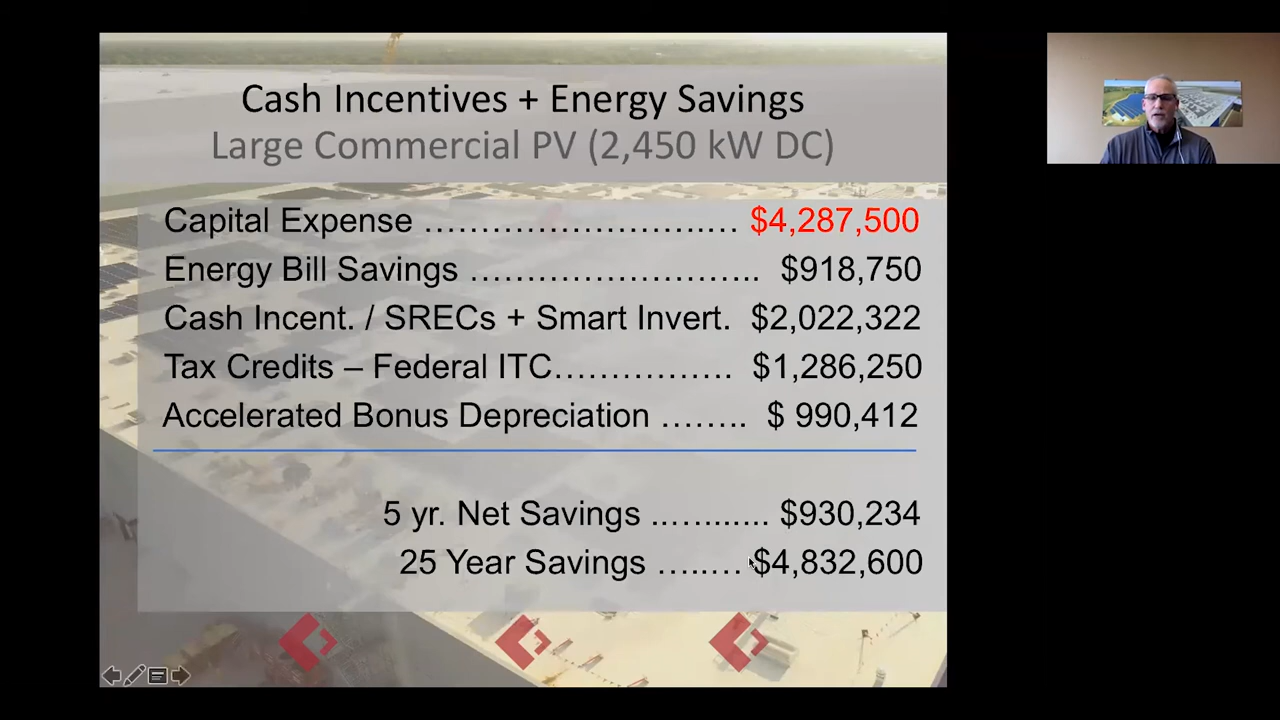 Cash Incentives + Energy Savings
Large Commercial PV (2,450 kW DC)
Capital Expense ……………………….… $4,287,500
Energy Bill Savings …………………….. $918,750
Cash Incent. / SRECs + Smart Invert. $2,022,322
Tax Credits – Federal ITC……………. $1,286,250
Accelerated Bonus Depreciation …….. $ 990,412
5 yr. Net Savings ..…....... $930,234
25 Year Savings …..…. $4,832,600